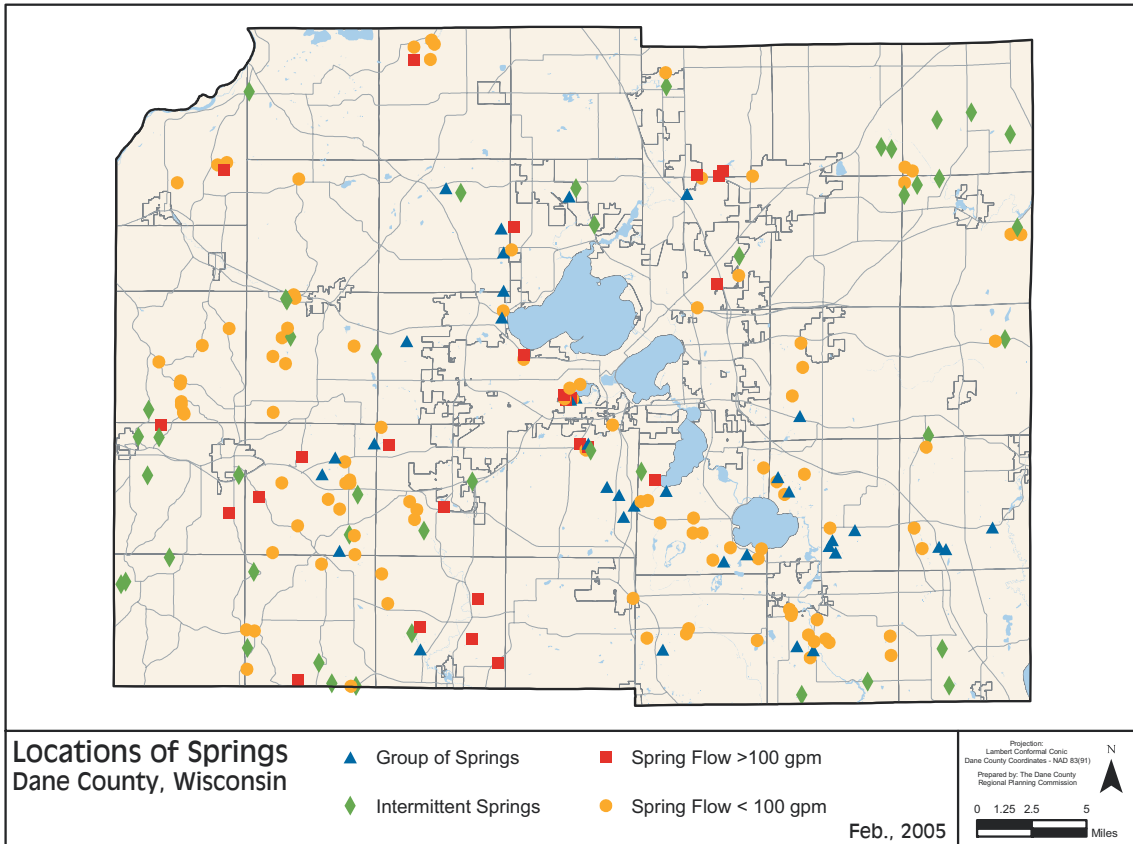 Locations of Springs
Dane County, Wisconsin
Group of Springs
Intermittent Springs
Spring Flow >100 gpm
Spring Flow < 100 gpm
Feb., 2005
Projection:
Lambert Conformal Conic
Dane County Coordinates - NAD 83(91)
Prepared by: The Dane County
Regional Planning Commission
N
0 1.25 2.5 5
Miles